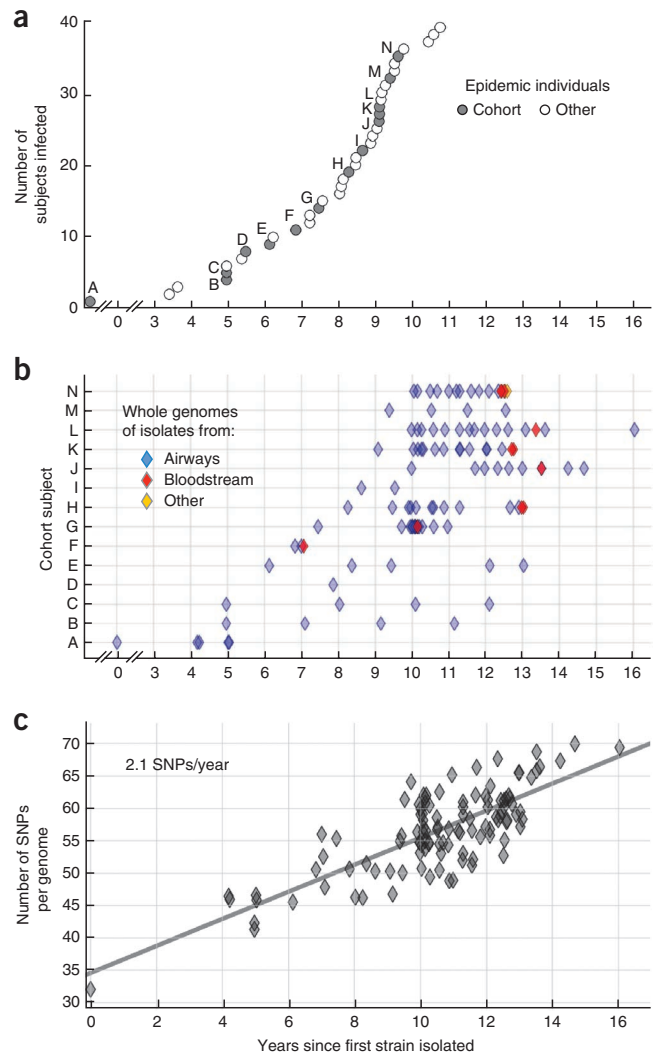 a
Number of
subjects infected
40
30
20
10
0
A
B
C
D
E
F
G
H
I
J
K
L
M
N
Epidemic individuals
Cohort
Other
0 3 4 5 6 7 8 9 10 11 12 13 14 15 16
b
Cohort subject
N
M
L
K
J
I
H
G
F
E
D
C
B
A
Whole genomes
of isolates from:
Airways
Bloodstream
Other
0 3 4 5 6 7 8 9 10 11 12 13 14 15 16
c
Number of SNPs
per genome
70
65
60
55
50
45
40
35
30
2.1 SNPs/year
0 2 4 6 8 10 12 14 16
Years since first strain isolated